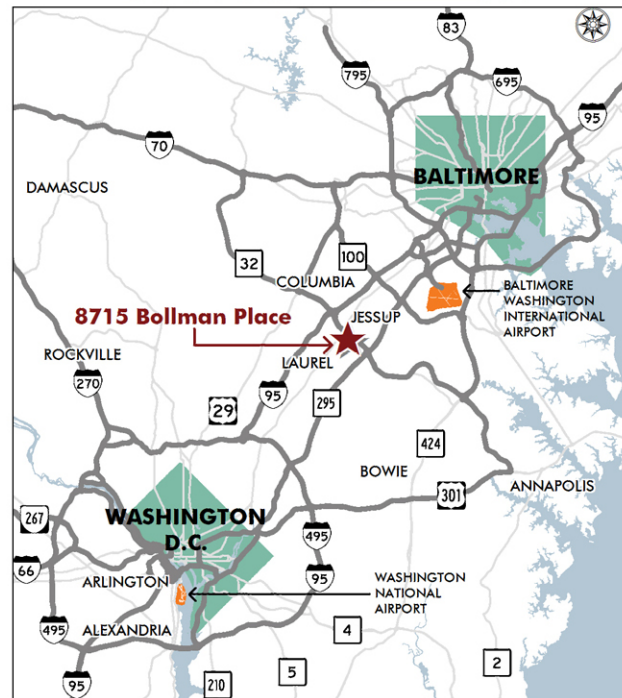 83
795
695
95
70
BALTIMORE
DAMASCUS
32
100
COLUMBIA
BALTIMORE
WASHINGTON
INTERNATIONAL
AIRPORT
8715 Bollman Place
JESSUP
ROCKVILLE
LAUREL
270
95
295
29
424
BOWIE
301
ANNAPOLIS
267
WASHINGTON
D.C.
495
66
95
ARLINGTON
WASHINGTON
NATIONAL
AIRPORT
495
ALEXANDRIA
4
95
210
5
2